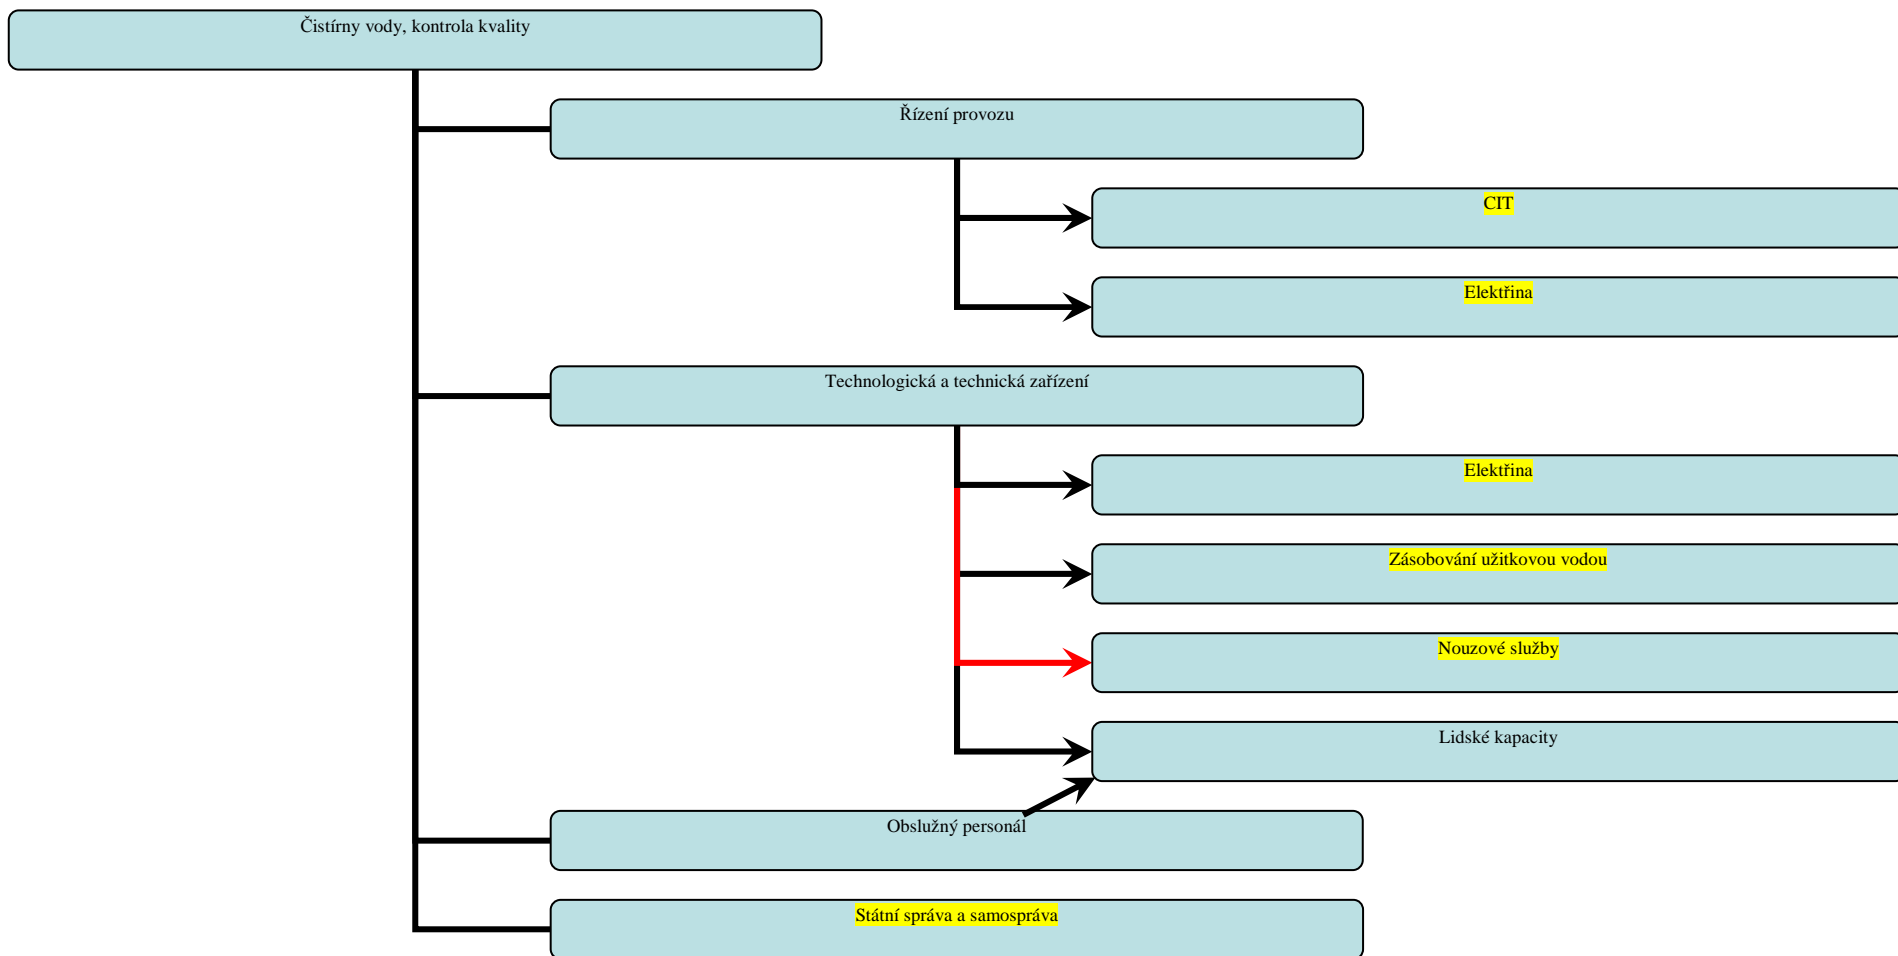 Čistírny vody, kontrola kvality
Řízení provozu
CIT
Elektřina
Technologická a technická zařízení
Elektřina
Zásobování užitkovou vodou
Nouzové služby
Lidské kapacity
Obslužný personál
Státní správa a samospráva